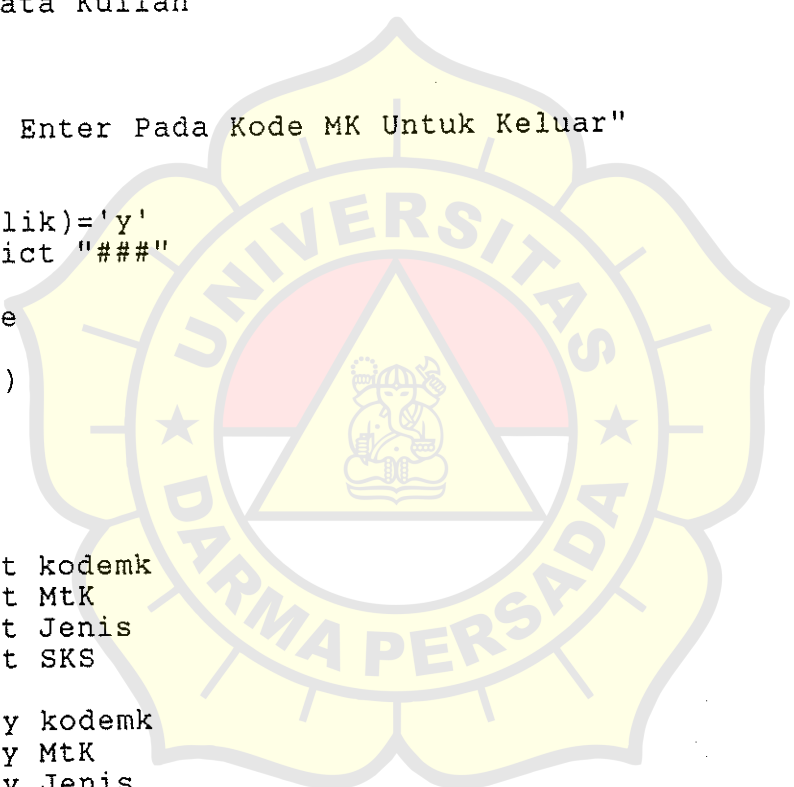 ata Kuliah
Enter Pada Kode MK Untuk Keluar"
lik)='y'
ict "###"
e
)
t kodemk
t MtK
t Jenis
t SKS
y kodemk
y MtK
y Jenis
UNIVERSITAS
DARMA PERSADA